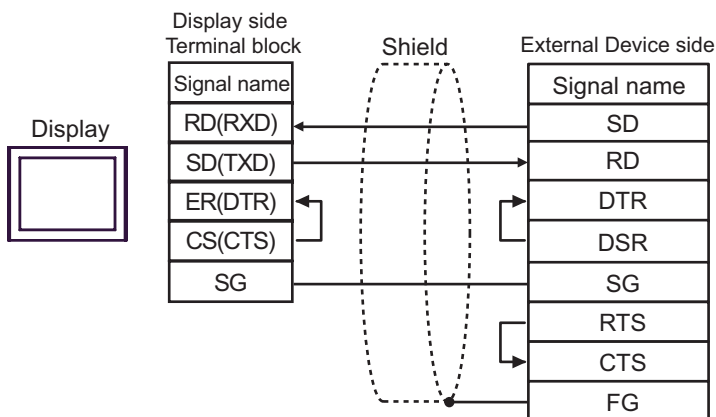 Display side
Terminal block
Shield
External Device side
Signal name
Signal name
Display
RD(RXD)
SD
SD(TXD)
RD
ER(DTR)
DTR
CS(CTS)
DSR
SG
SG
RTS
CTS
FG